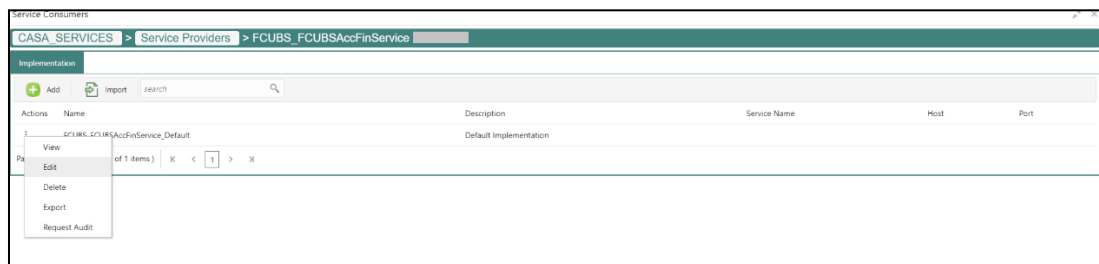 Service Consumers
CASA_SERVICES > Service Providers > FCUBS_FCUBSAccFinService
Implementation
Add Import search
Actions Name Description Service Name Host Port
FCUBS_FCUBSAccFinService_Default Default Implementation
View
of 1 items) K < 1 > Ʞ
Edit
Delete
Export
Request Audit